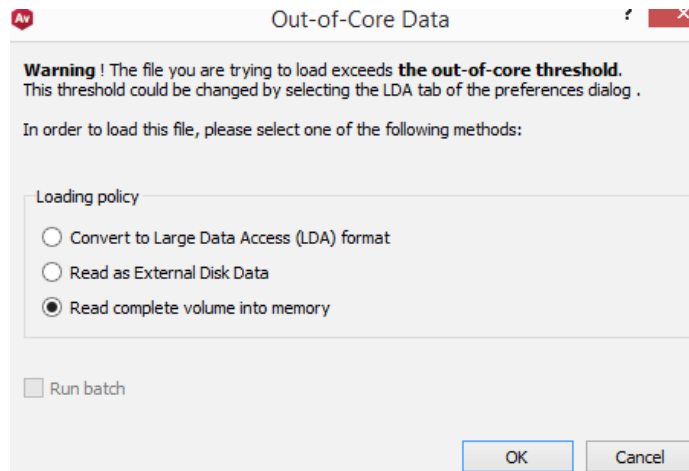 Av Out-of-Core Data ?
Warning ! The file you are trying to load exceeds the out-of-core threshold.
This threshold could be changed by selecting the LDA tab of the preferences dialog .
In order to load this file, please select one of the following methods:
Loading policy
Convert to Large Data Access (LDA) format
Read as External Disk Data
Read complete volume into memory
Run batch
OK Cancel